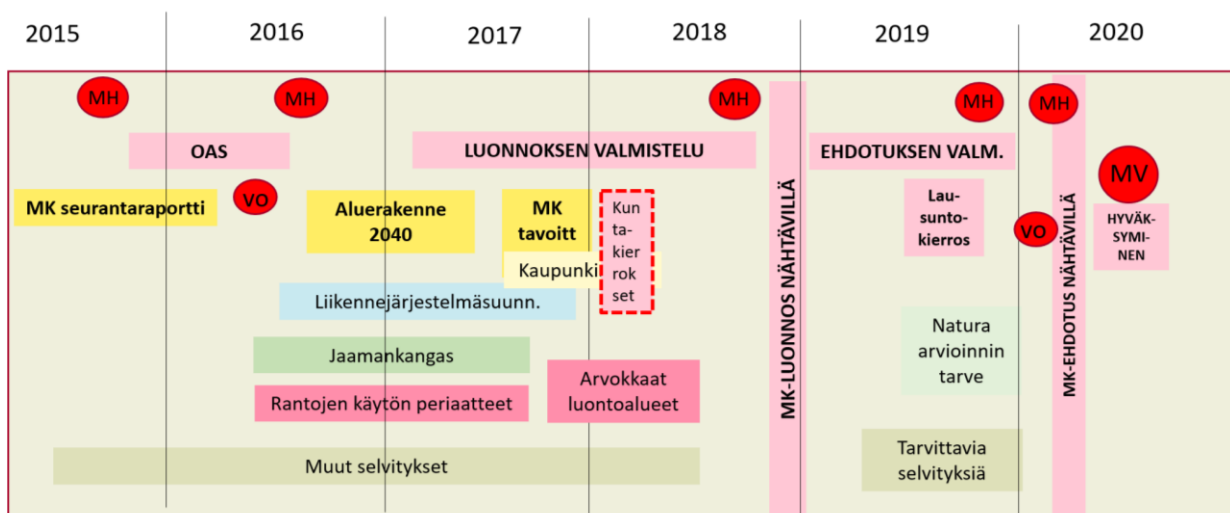 2015 2016 2017 2018 2019 2020
MH MH MH MH MH
OAS LUONNOKSEN VALMISTELU EHDOTUKSEN VALM.
MV
MK seurantaraportti
VO
Aluerakenne
2040
MK
tavoitt
Kaupunki
Kun
ta-
kier
rok
set
Liikennejärjestelmäsuunn.
Jaamankangas
Rantojen käytön periaatteet
Arvokkaat
luontoalueet
Muut selvitykset
MK-LUONNOS NÄHTÄVILLÄ
Lau-
suntokierros
VO
Natura
arvioinnin
tarve
Tarvittavia
selvityksiä
MK-EHDOTUS NÄHTÄVILLÄ
HYVÄK-
SYMI-
NEN